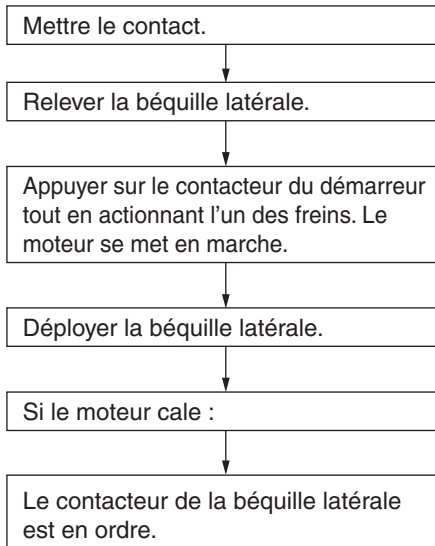 Mettre le contact.
Relever la béquille latérale.
Appuyer sur le contacteur du démarreur
tout en actionnant l'un des freins. Le
moteur se met en marche.
Déployer la béquille latérale.
Si le moteur cale :
Le contacteur de la béquille latérale
est en ordre.